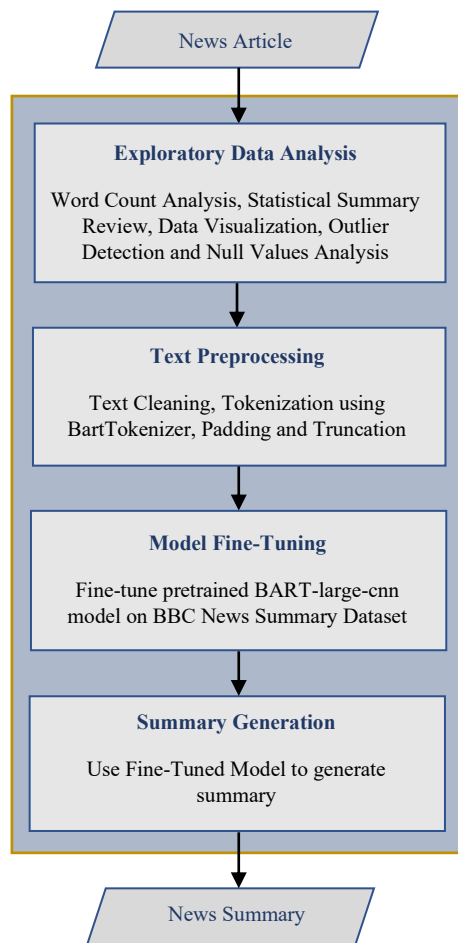 News Article
Exploratory Data Analysis
Word Count Analysis, Statistical Summary
Review, Data Visualization, Outlier
Detection and Null Values Analysis
Text Preprocessing
Text Cleaning, Tokenization using
BartTokenizer, Padding and Truncation
Model Fine-Tuning
Fine-tune pretrained BART-large-cnn
model on BBC News Summary Dataset
Summary Generation
Use Fine-Tuned Model to generate
summary
News Summary